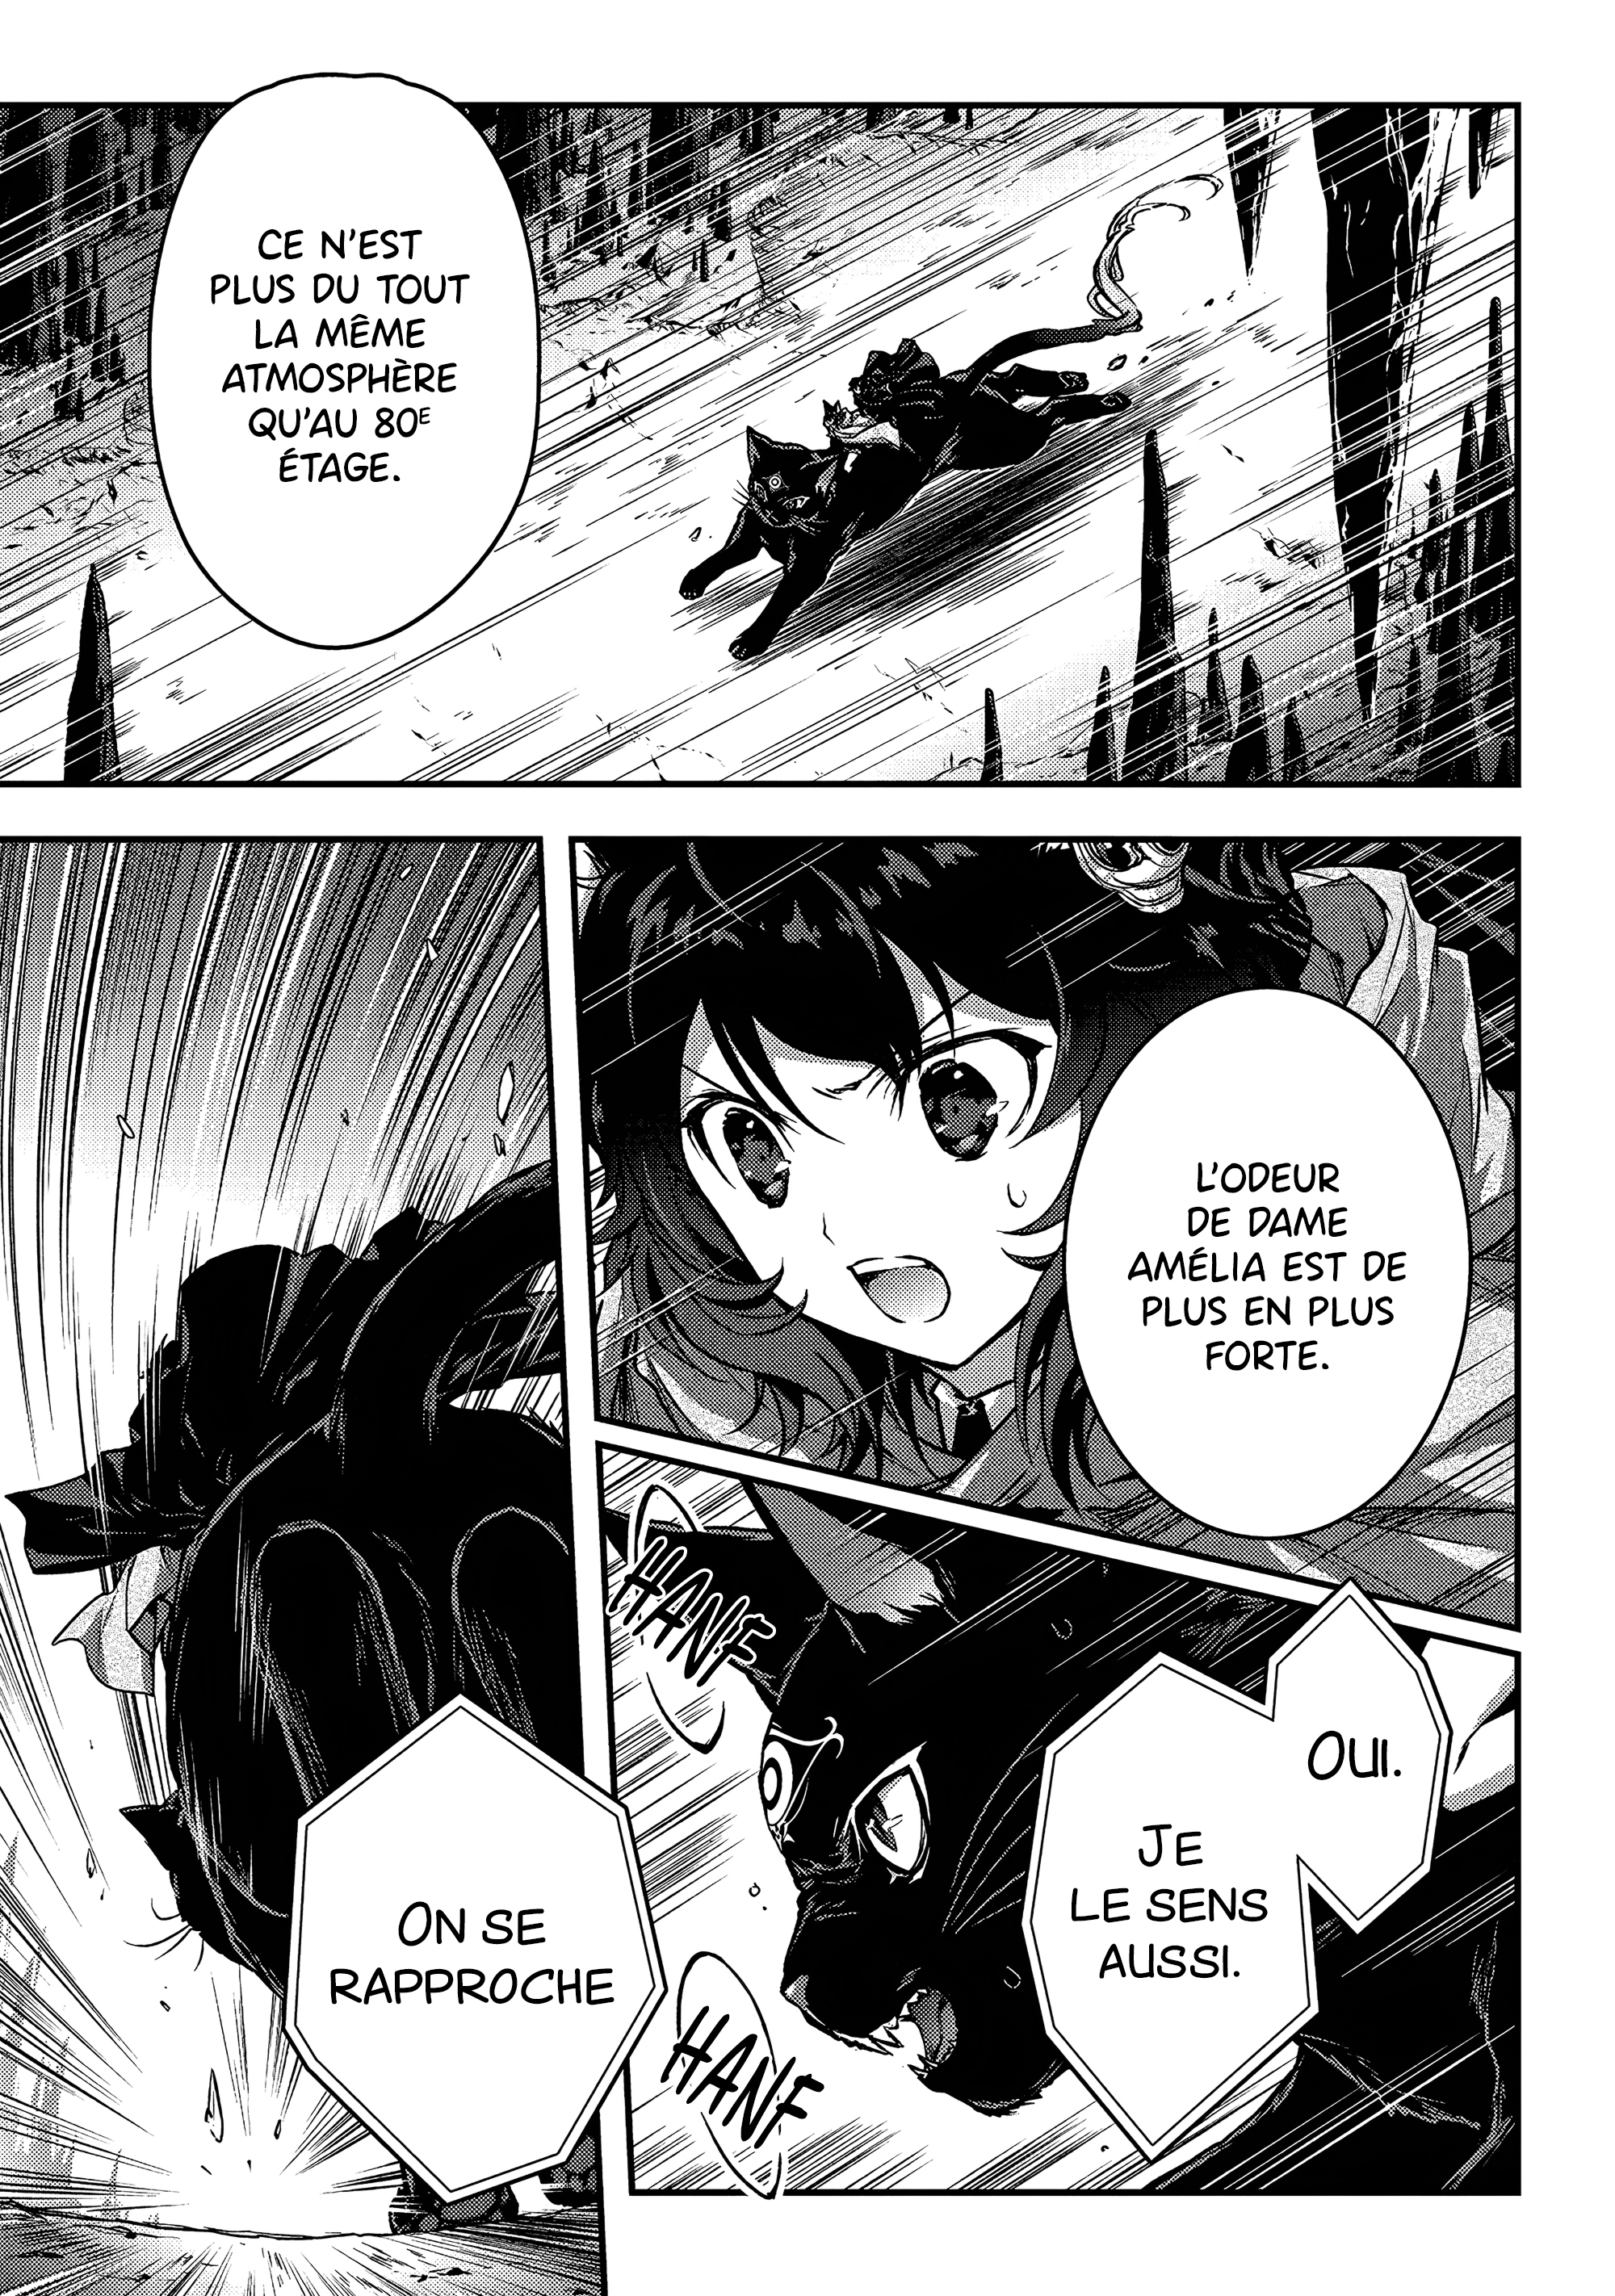 CE N'EST
PLUS DU TOUT
LA MÊME
ATMOSPHÈRE
QU'AU 80E
ÉTAGE.
L'ODEUR
DE DAME
AMÉLIA EST DE
PLUS EN PLUS
FORTE.
OUI.
JE
LE SENS
AUSSI.
HANF
HANF
ON SE
RAPPROCHE